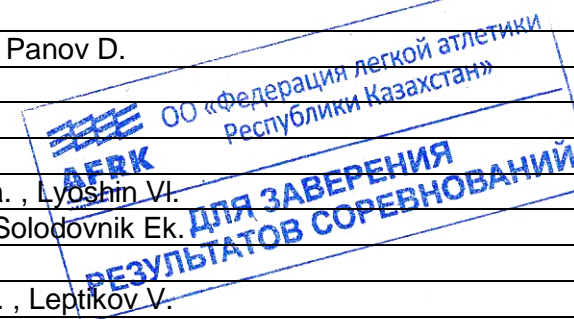 Panov D.
ОО «Федерация легкой атлетики
Республики Казахстан»
AFRK
ДЛЯ ЗАВЕРЕНИЯ
РЕЗУЛЬТАТОВ СОРЕВНОВАНИЙ
a. , Lyoshin Vl.
Solodovnik Ek.
. , Leptikov V.